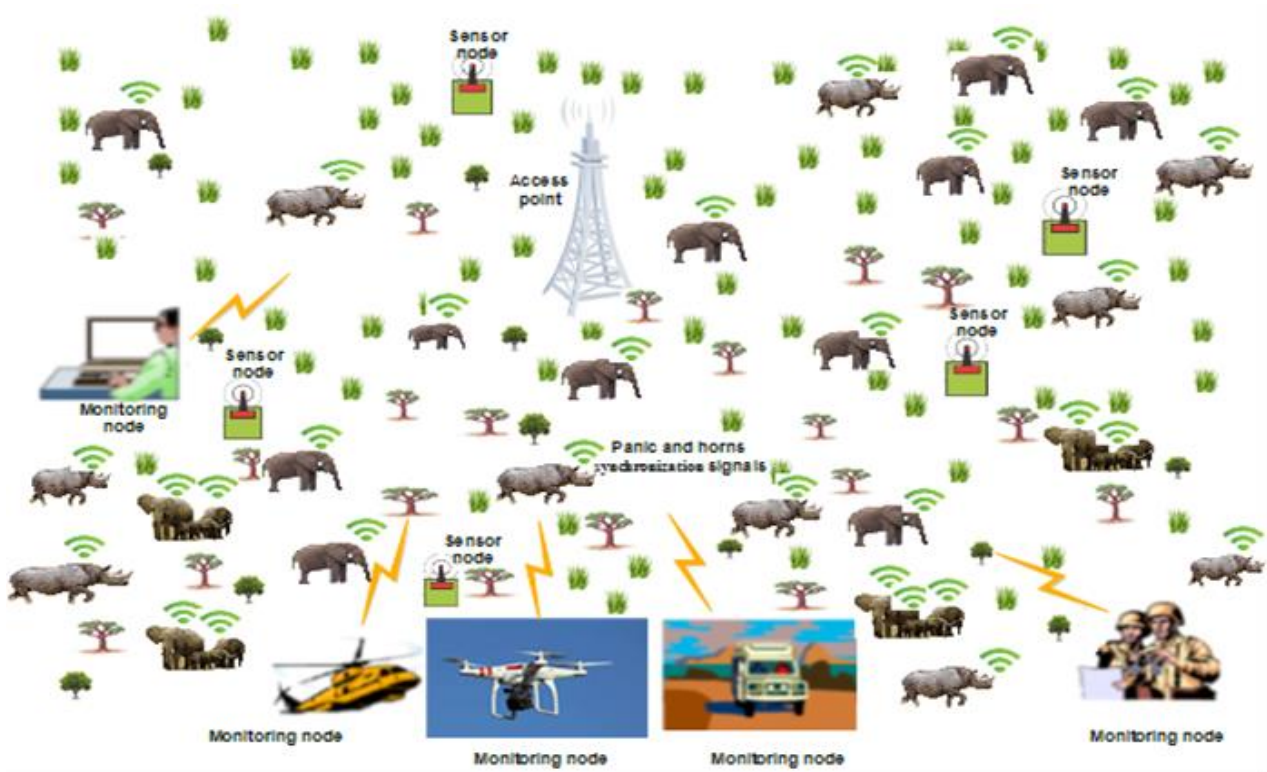 Sensor
node
Access
point
Sensor
node
Sensor
node
Sensor
node
Monitoring
node
Panic and horns
synchronization signals
Sensor
node
Monitoring node
Monitoring node
Monitoring node
Monitoring node